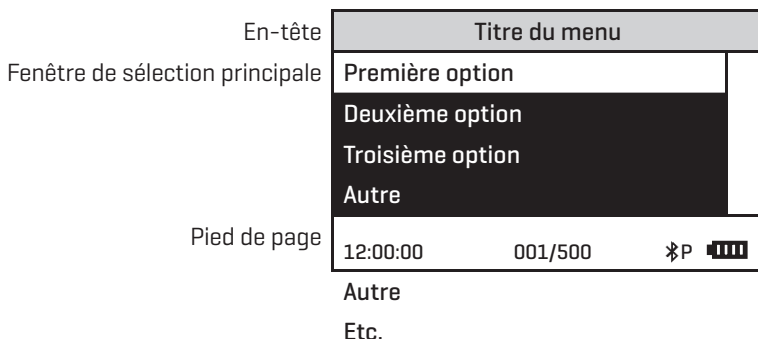 En-tête Titre du menu
Fenêtre de sélection principale Première option
Deuxième option
Troisième option
Autre
Pied de page 12:00:00 001/500 P
Autre
Etc.